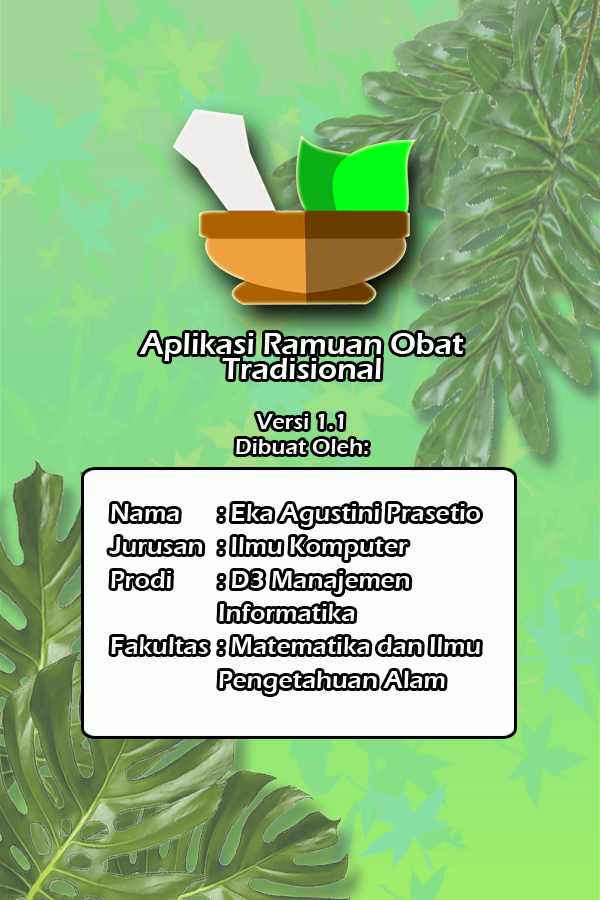 Aplikasi Ramuan Obat
Tradisional
Versi 1.1
Dibuat Oleh:
Nama : Eka Agustini Prasetio
Jurusan : Ilmu Komputer
Prodi : D3 Manajemen
Informatika
Fakultas : Matematika dan Ilmu
Pengetahuan Alam